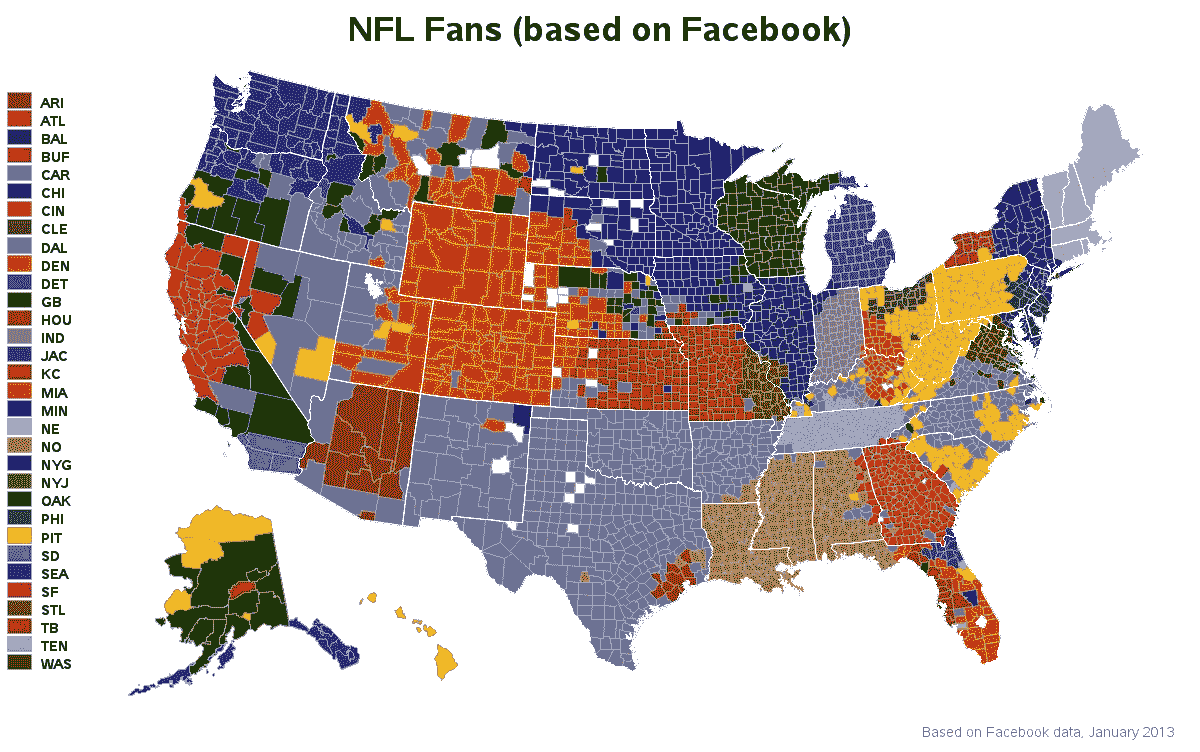 NFL Fans (based on Facebook)
ARI
ATL
BAL
BUF
CAR
CHI
CIN
CLE
DAL
DEN
DET
GB
HOU
IND
JAC
KC
MIA
MIN
NE
NO
NYG
NYJ
OAK
PHI
PIT
SD
SEA
SF
STL
TB
TEN
WAS
Based on Facebook data, January 2013